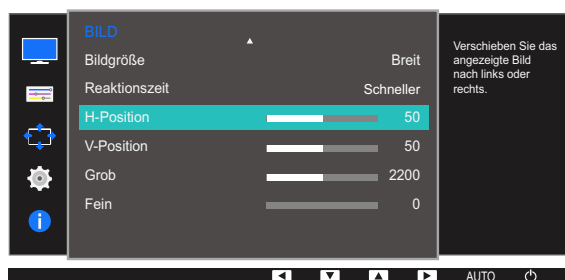 BILD
Bildgröße Breit
Reaktionszeit Schneller
H-Position 50
V-Position 50
Grob 2200
Fein 0
Verschieben Sie das
angezeigte Bild
nach links oder
rechts.
AUTO